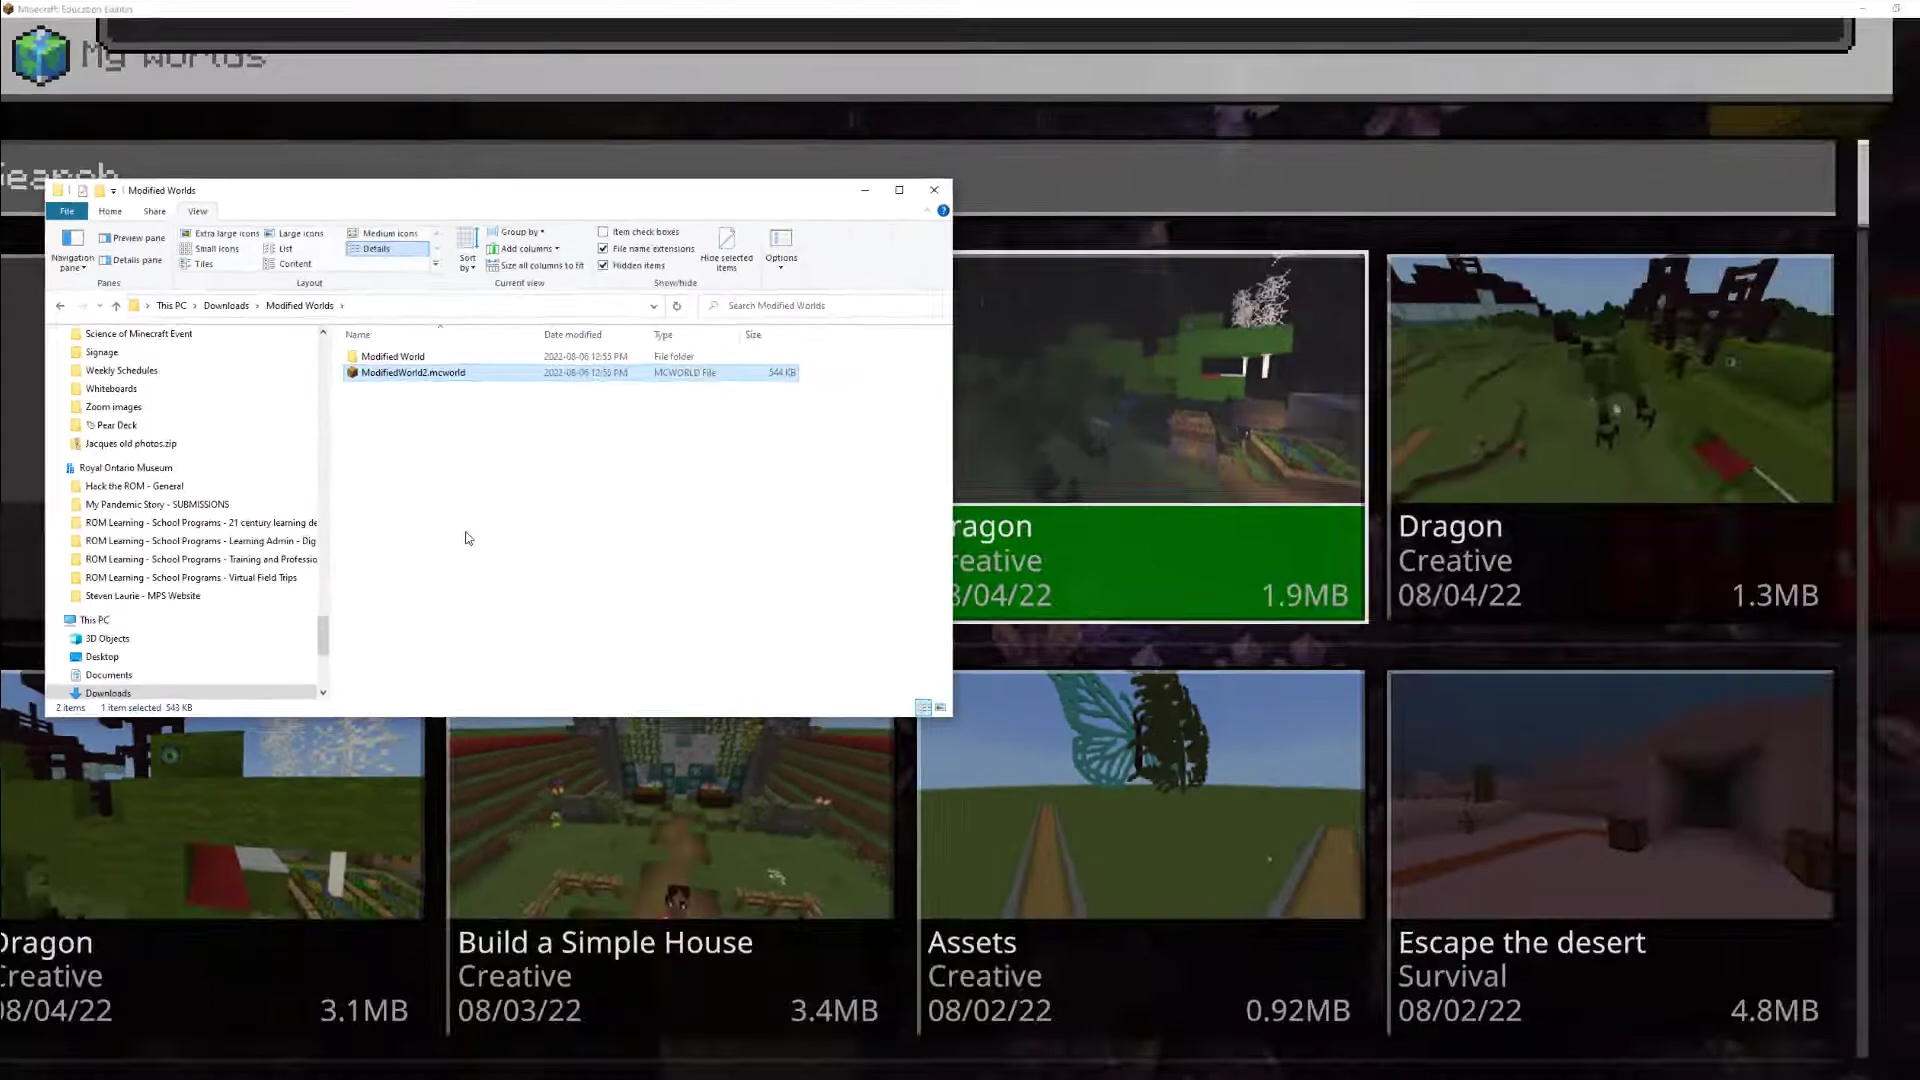 Minecraft: Education Edition
My Worlds
Search
Modified Worlds
File Home Share View
Navigation pane
Preview pane
Details pane
Panes
Extra large icons Large icons Medium icons
Small icons List Details
Tiles Content
Layout
Sort by
Group by
Add columns
Size all columns to fit
Current view
Item check boxes
File name extensions
Hidden items
Hide selected items
Show/hide
Options
This PC > Downloads > Modified Worlds >
Search Modified Worlds
Name Date modified Type Size
Modified World 2022-08-06 12:55 PM File folder
ModifiedWorld2.mcworld 2022-08-06 12:55 PM MCWORLD File 544 KB
Science of Minecraft Event
Signage
Weekly Schedules
Whiteboards
Zoom images
Pear Deck
Jacques old photos.zip
Royal Ontario Museum
Hack the ROM - General
My Pandemic Story - SUBMISSIONS
ROM Learning - School Programs - 21 century learning de
ROM Learning - School Programs - Learning Admin - Dig
ROM Learning - School Programs - Training and Professio
ROM Learning - School Programs - Virtual Field Trips
Steven Laurie - MPS Website
This PC
3D Objects
Desktop
Documents
Downloads
2 items 1 item selected 543 KB
ragon
reative
8/04/22 1.9MB
Dragon
Creative
08/04/22 1.3MB
Dragon
Creative
08/04/22 3.1MB
Build a Simple House
Creative
08/03/22 3.4MB
Assets
Creative
08/02/22 0.92MB
Escape the desert
Survival
08/02/22 4.8MB